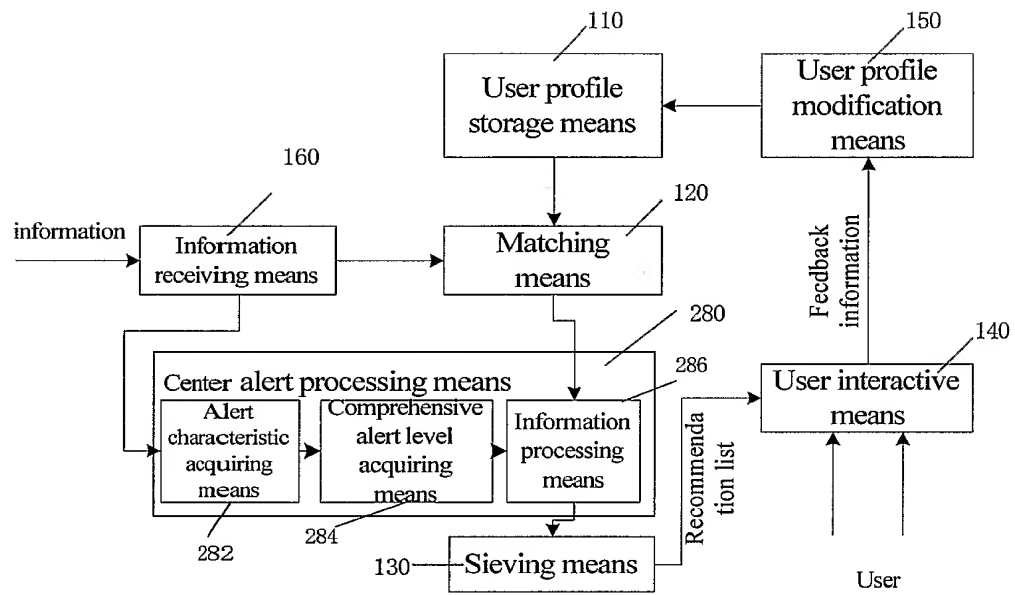 110
150
User profile
storage means
User profile
modification
means
160
120
information
Information
receiving means
Matching
means
Feedback
information
280
140
Center alert processing means
286
User interactive
means
Alert
characteristic
acquiring
means
Comprehensive
alert level
acquiring
means
Information
processing
means
Recommenda
tion list
282
284
130
Sieving means
User